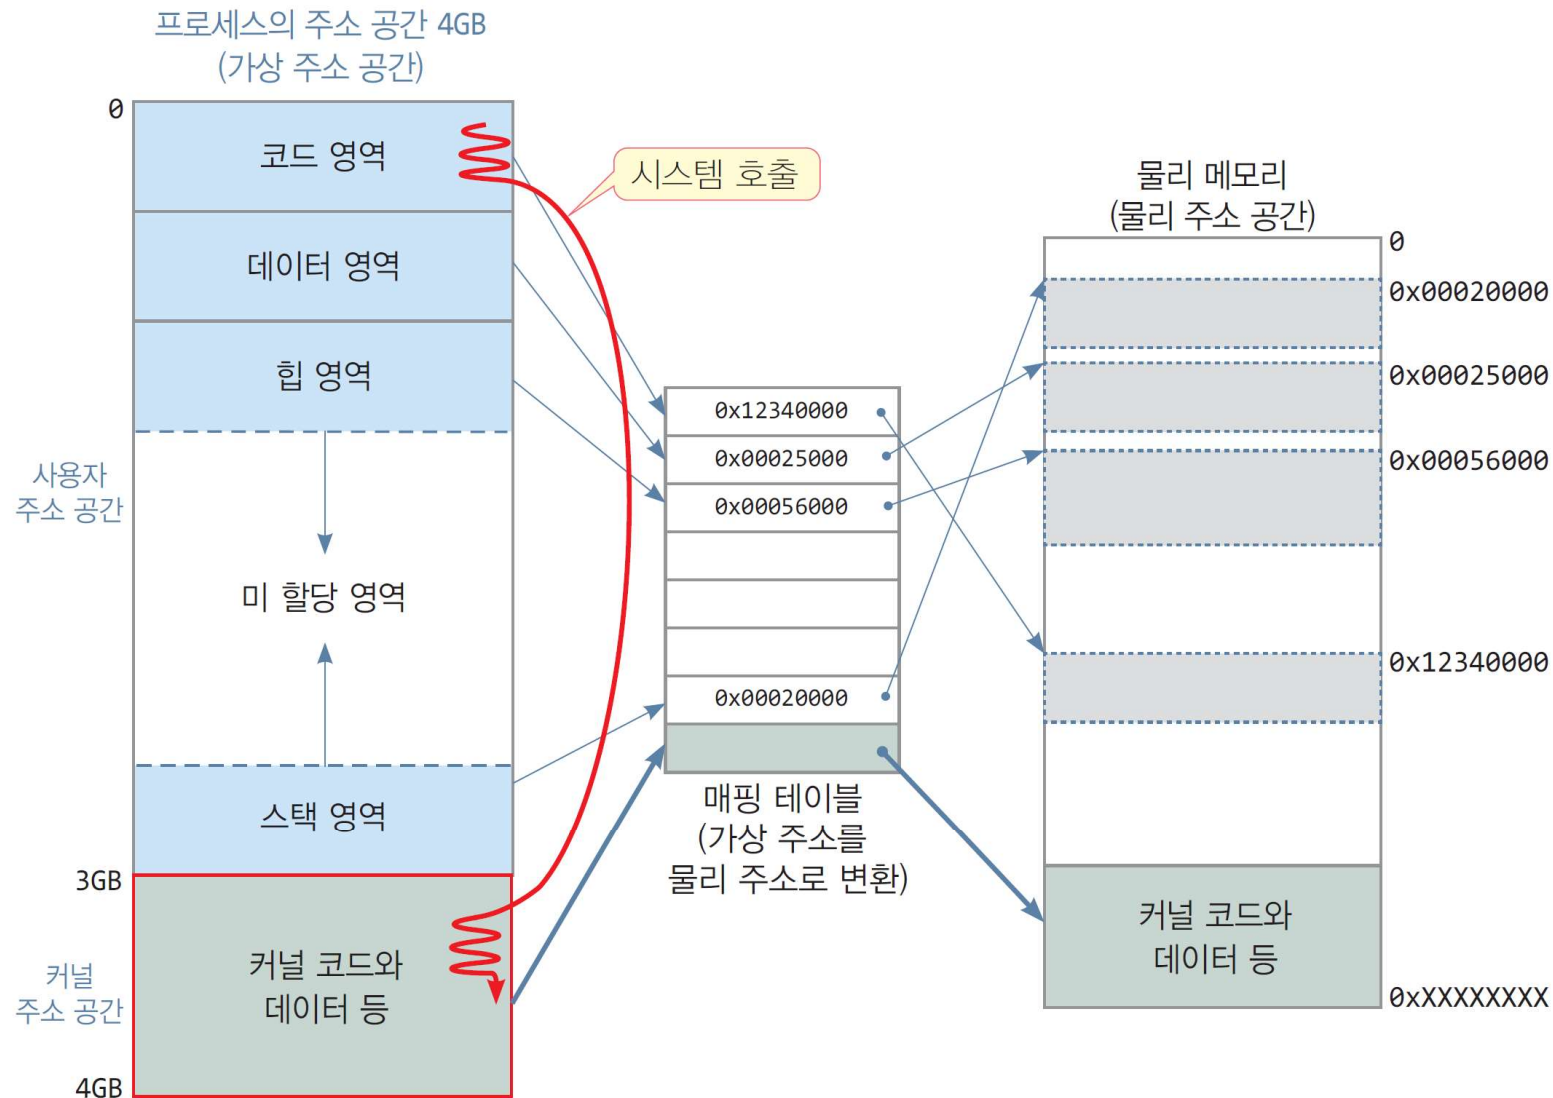 프로세스의 주소 공간 4GB
(가상 주소 공간)
0
코드 영역
시스템 호출
데이터 영역
힙 영역
사용자
주소 공간
미 할당 영역
스택 영역
3GB
커널 코드와
데이터 등
커널
주소 공간
4GB
0x12340000
0x00025000
0x00056000
0x00020000
매핑 테이블
(가상 주소를
물리 주소로 변환)
물리 메모리
(물리 주소 공간)
0
0x00020000
0x00025000
0x00056000
0x12340000
커널 코드와
데이터 등
0xXXXXXXXX